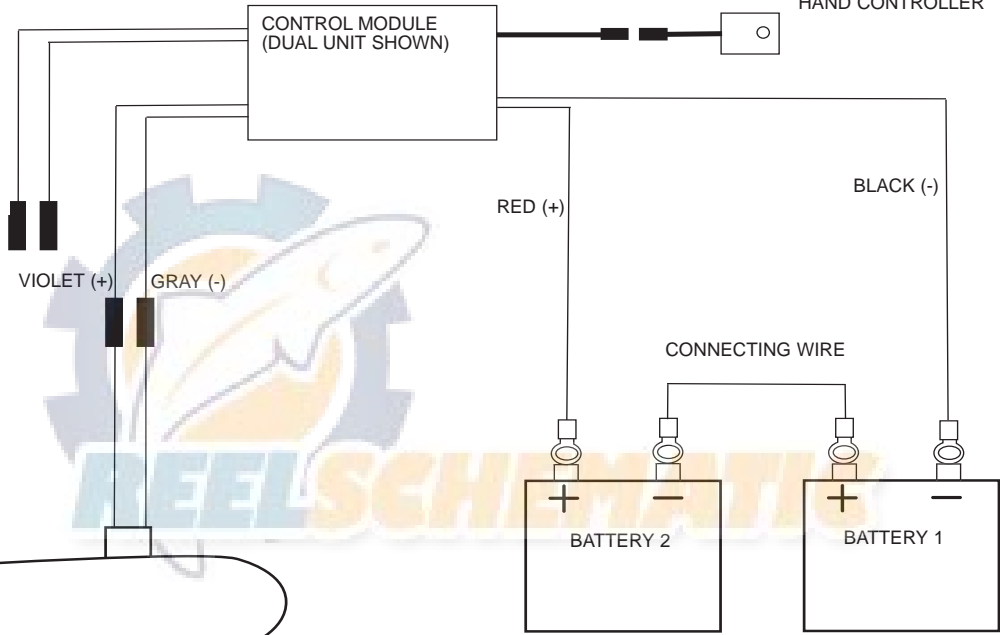 HAND CONTROLLER
CONTROL MODULE
(DUAL UNIT SHOWN)
BLACK (-)
RED (+)
VIOLET (+)
GRAY (-)
CONNECTING WIRE
REELSCHEMATIC
+
—
+
—
BATTERY 2
BATTERY 1